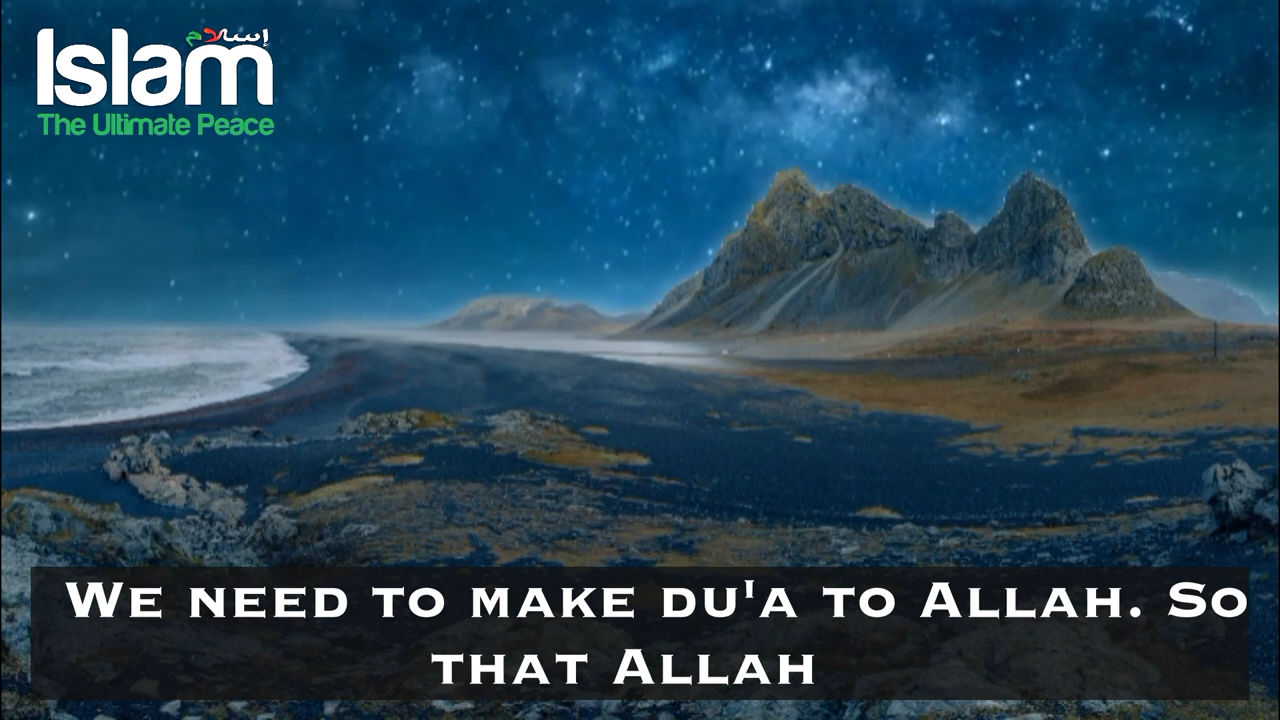 إسلام
Islam
The Ultimate Peace
We need to make du'a to Allah. So
that Allah